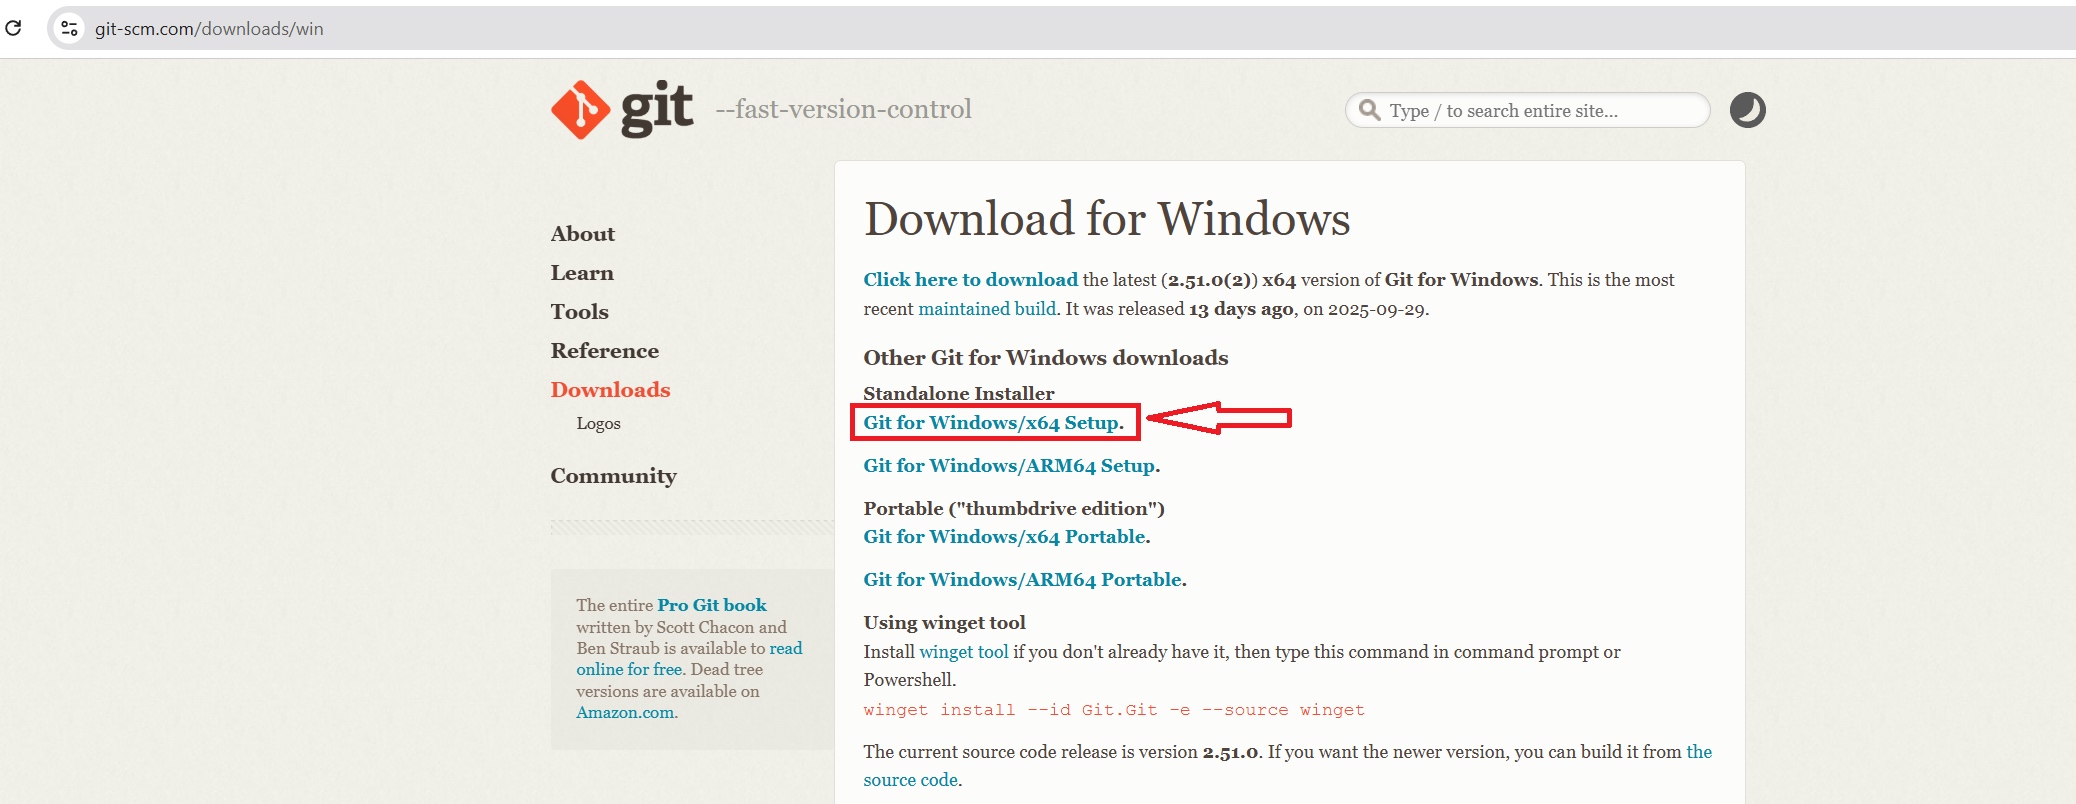 git-scm.com/downloads/win
git --fast-version-control
Type / to search entire site...
About
Learn
Tools
Reference
Downloads
Logos
Community
The entire Pro Git book
written by Scott Chacon and
Ben Straub is available to read
online for free. Dead tree
versions are available on
Amazon.com.
Download for Windows
Click here to download the latest (2.51.0(2)) x64 version of Git for Windows. This is the most
recent maintained build. It was released 13 days ago, on 2025-09-29.
Other Git for Windows downloads
Standalone Installer
Git for Windows/x64 Setup.
Git for Windows/ARM64 Setup.
Portable ("thumbdrive edition")
Git for Windows/x64 Portable.
Git for Windows/ARM64 Portable.
Using winget tool
Install winget tool if you don't already have it, then type this command in command prompt or
Powershell.
winget install --id Git.Git -e --source winget
The current source code release is version 2.51.0. If you want the newer version, you can build it from the
source code.